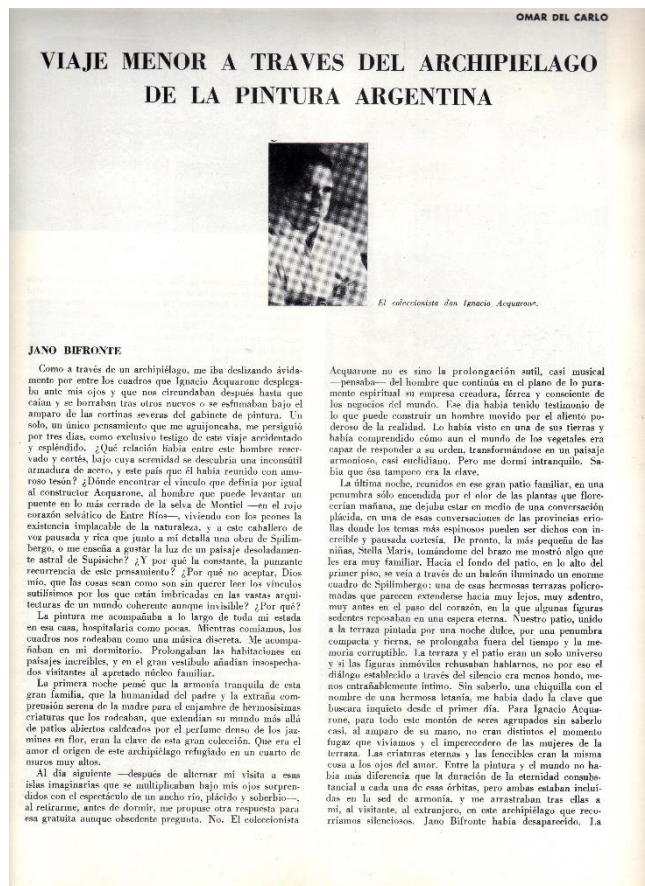 OMAR DEL CARLO
VIAJE MENOR A TRAVES DEL ARCHIPIELAGO
DE LA PINTURA ARGENTINA
El coleccionista don Ignacio Acquarone.
JANO BIFRONTE
Como a través de un archipiélago, me iba deslizando ávida-
mente por entre los cuadros que Ignacio Acquarone desplega-
ba ante mis ojos y que nos circundaban después hasta que
caían y se borraban tras otros nuevos o se esfumaban bajo el
amparo de las cortinas severas del gabinete de pintura. Un
solo, un único pensamiento que me aguijoneaba, me persiguió
por tres días, como exclusivo testigo de este viaje accidentado
y espléndido. ¿Qué relación había entre este hombre reser-
vado y cortés, bajo cuya serenidad se descubría una inconsútil
armadura de acero, y este país que él había reunido con amo-
roso tesón? ¿Dónde encontrar el vínculo que definía por igual
al constructor Acquarone, al hombre que puede levantar un
puente en lo más cerrado de la selva de Montiel —en el rojo
corazón selvático de Entre Ríos—, viviendo con los peones la
existencia implacable de la naturaleza, y a este caballero de
voz pausada y rica que junto a mí detalla una obra de Spilim-
bergo, o me enseña a gustar la luz de un paisaje desoladamen-
te astral de Supisiche? ¿Y por qué la constante, la punzante
recurrencia de este pensamiento? ¿Por qué no aceptar, Dios
mío, que las cosas sean como son sin querer leer los vínculos
sutilísimos por los que están imbricadas en las vastas arqui-
tecturas de un mundo coherente aunque invisible? ¿Por qué?
La pintura me acompañaba a lo largo de toda mi estada
en esa casa, hospitalaria como pocas. Mientras comíamos, los
cuadros nos rodeaban como una música discreta. Me acompa-
ñaban en mi dormitorio. Prolongaban las habitaciones en
paisajes increíbles, y en el gran vestíbulo añadían insospecha-
dos visitantes al apretado núcleo familiar.
La primera noche pensé que la armonía tranquila de esta
gran familia, que la humanidad del padre y la extraña com-
prensión serena de la madre para el enjambre de hermosísimas
criaturas que los rodeaban, que extendían su mundo más allá
de patios abiertos caldeados por el perfume denso de los jaz-
mines en flor, eran la clave de esta gran colección. Que era el
amor el origen de este archipiélago refugiado en un cuarto de
muros muy altos.
Al día siguiente —después de alternar mi visita a esas
islas imaginarias que se multiplicaban bajo mis ojos sorpren-
didos con el espectáculo de un ancho río, plácido y soberbio—,
al retirarme, antes de dormir, me propuse otra respuesta para
esa gratuita aunque obsedente pregunta. No. El coleccionista
Acquarone no es sino la prolongación sutil, casi musical
—pensaba— del hombre que continúa en el plano de lo pura-
mente espiritual su empresa creadora, férrea y consciente de
los negocios del mundo. Ese día había tenido testimonio de
lo que puede construir un hombre movido por el aliento po-
deroso de la realidad. Lo había visto en una de sus tierras y
había comprendido cómo aun el mundo de los vegetales era
capaz de responder a su orden, transformándose en un paisaje
armonioso, casi euclidiano. Pero me dormí intranquilo. Sa-
bía que ésa tampoco era la clave.
La última noche, reunidos en ese gran patio familiar, en una
penumbra sólo encendida por el olor de las plantas que flore-
cerían mañana, me dejaba estar en medio de una conversación
plácida, en una de esas conversaciones de las provincias crio-
llas donde los temas más espinosos pueden ser dichos con in-
creíble y pausada cortesía. De pronto, la más pequeña de las
niñas, Stella Maris, tomándome del brazo me mostró algo que
les era muy familiar. Hacia el fondo del patio, en lo alto del
primer piso, se veía a través de un balcón iluminado un enorme
cuadro de Spilimbergo: una de esas hermosas terrazas policro-
madas que parecen extenderse hacia muy lejos, muy adentro,
muy antes en el paso del corazón, en la que algunas figuras
sedentes reposaban en una espera eterna. Nuestro patio, unido
a la terraza pintada por una noche dulce, por una penumbra
compacta y tierna, se prolongaba fuera del tiempo y la me-
moria corruptible. La terraza y el patio eran un solo universo
y si las figuras inmóviles rehusaban hablarnos, no por eso el
diálogo establecido a través del silencio era menos hondo, me-
nos entrañablemente íntimo. Sin saberlo, una chiquilla con el
nombre de una hermosa letanía, me había dado la clave que
buscara inquieto desde el primer día. Para Ignacio Acqua-
rone, para todo este montón de seres agrupados sin saberlo
casi, al amparo de su mano, no eran distintos el momento
fugaz que vivíamos y el imperecedero de las mujeres de la
terraza. Las criaturas eternas y las fenecibles eran la misma
cosa a los ojos del amor. Entre la pintura y el mundo no ha-
bía más diferencia que la duración de la eternidad consubs-
tancial a cada una de esas órbitas, pero ambas estaban incluí-
das en la sed de armonía, y me arrastraban tras ellas a
mí, al visitante, al extranjero, en este archipiélago que reco-
rríamos silenciosos. Jano Bifronte había desaparecido. La